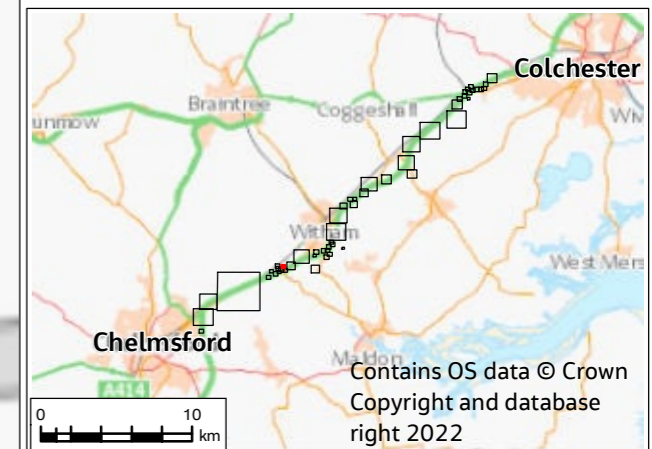 Colchester
Braintree
Coggeshall
unmow
Wiv
Witham
West Mers
Chelmsford
Maldon
A414
Contains OS data © Crown
Copyright and database
right 2022
0 10
km